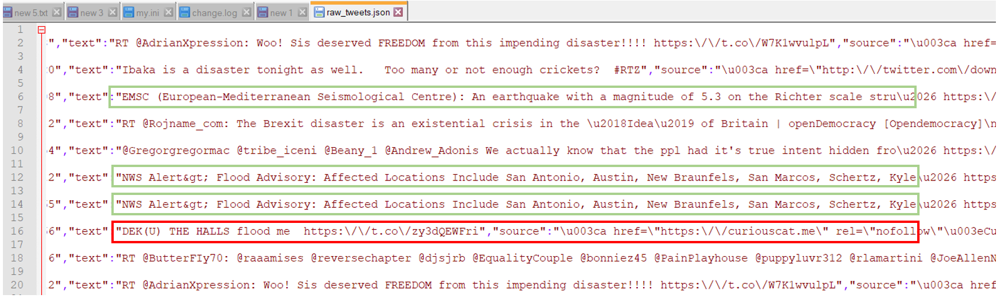 new 5.txt new 3 my.ini change.log new 1 raw_tweets.json
1
2 ","text":"RT @AdrianXpression: Woo! Sis deserved FREEDOM from this impending disaster!!!! https:\/\/t.co\/W7K1wvulpL","source":"\u003ca href=
3
4 0","text":"Ibaka is a disaster tonight as well.   Too many or not enough crickets?  #RTZ","source":"\u003ca href=\"http:\/\/twitter.com\/down
5
6 8","text":"EMSC (European-Mediterranean Seismological Centre): An earthquake with a magnitude of 5.3 on the Richter scale stru\u2026 https:\/
7
8 2","text":"RT @Rojname_com: The Brexit disaster is an existential crisis in the \u2018Idea\u2019 of Britain | openDemocracy [Opendemocracy]\n
9
10 4","text":"@Gregorgregormac @tribe_iceni @Beany_1 @Andrew_Adonis We actually know that the ppl had it's true intent hidden fro\u2026 https:\/
11
12 2","text":"NWS Alert&gt; Flood Advisory: Affected Locations Include San Antonio, Austin, New Braunfels, San Marcos, Schertz, Kyle\u2026 https
13
14 5","text":"NWS Alert&gt; Flood Advisory: Affected Locations Include San Antonio, Austin, New Braunfels, San Marcos, Schertz, Kyle\u2026 https
15
16 6","text":"DEK(U) THE HALLS flood me  https:\/\/t.co\/zy3dQEWFri","source":"\u003ca href=\"https:\/\/curiouscat.me\" rel=\"nofollow\"\u003eCu
17
18 6","text":"RT @ButterFIy70: @raaamises @reversechapter @djsjrb @EqualityCouple @bonniez45 @PainPlayhouse @puppyluvr312 @rlamartini @JoeAllenN
19
20 2","text":"RT @AdrianXpression: Woo! Sis deserved FREEDOM from this impending disaster!!!! https:\/\/t.co\/W7K1wvulpL","source":"\u003ca href